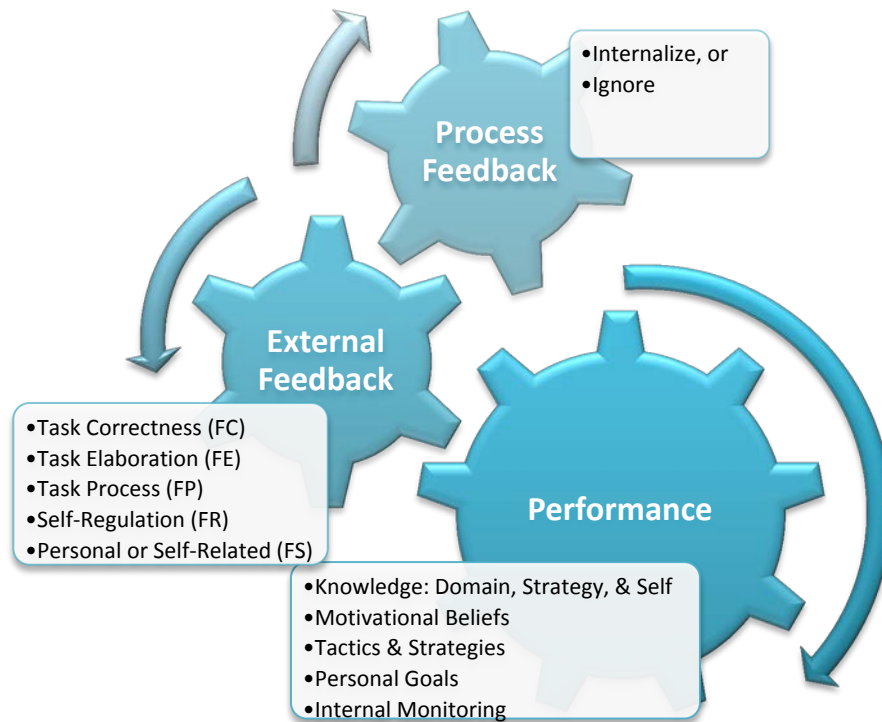 •Internalize, or
•Ignore
Process
Feedback
External
Feedback
•Task Correctness (FC)
•Task Elaboration (FE)
•Task Process (FP)
•Self-Regulation (FR)
•Personal or Self-Related (FS)
Performance
•Knowledge: Domain, Strategy, & Self
•Motivational Beliefs
•Tactics & Strategies
•Personal Goals
•Internal Monitoring